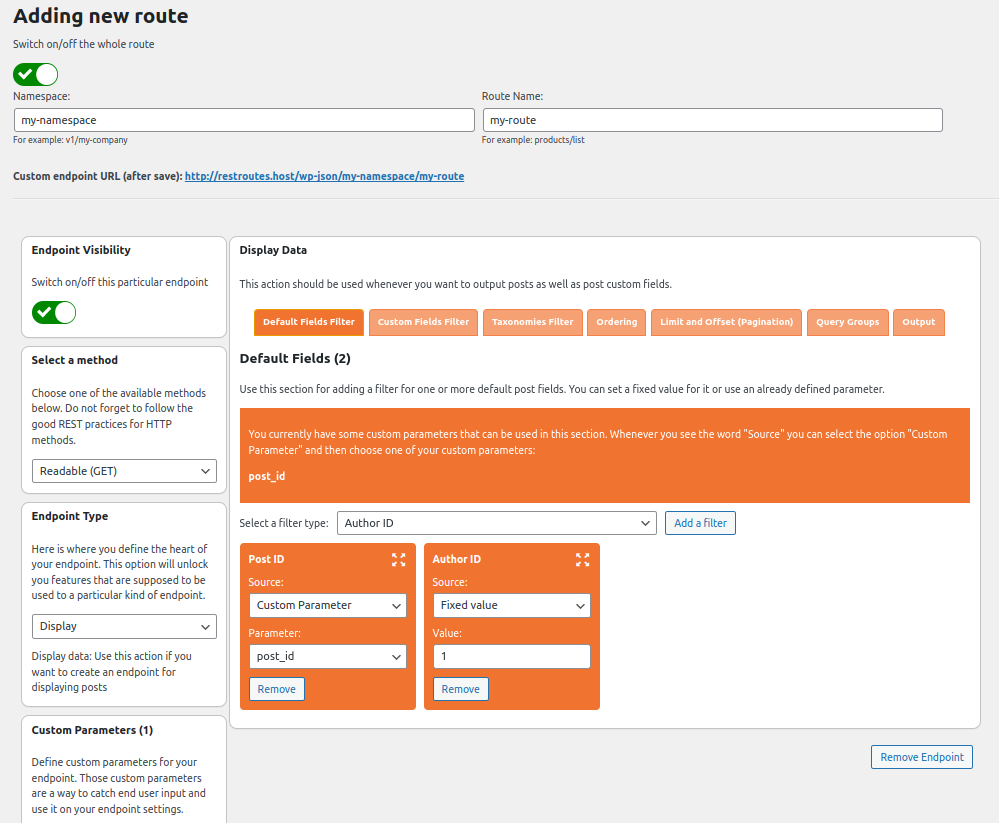 Adding new route
Switch on/off the whole route
Namespace:
Route Name:
my-namespace
my-route
For example: v1/my-company
For example: products/list
Custom endpoint URL (after save): http://restroutes.host/wp-json/my-namespace/my-route
Endpoint Visibility
Switch on/off this particular endpoint
Select a method
Choose one of the available methods
below. Do not forget to follow the
good REST practices for HTTP
methods.
Readable (GET)
Endpoint Type
Here is where you define the heart of
your endpoint. This option will unlock
you features that are supposed to be
used to a particular kind of endpoint.
Display
Display data: Use this action if you
want to create an endpoint for
displaying posts
Custom Parameters (1)
Define custom parameters for your
endpoint. Those custom parameters
are a way to catch end user input and
use it on your endpoint settings.
Display Data
This action should be used whenever you want to output posts as well as post custom fields.
Default Fields Filter
Custom Fields Filter
Taxonomies Filter
Ordering
Limit and Offset (Pagination)
Query Groups
Output
Default Fields (2)
Use this section for adding a filter for one or more default post fields. You can set a fixed value for it or use an already defined parameter.
You currently have some custom parameters that can be used in this section. Whenever you see the word "Source" you can select the option "Custom
Parameter" and then choose one of your custom parameters:
post_id
Select a filter type:
Author ID
Add a filter
Post ID
Source:
Custom Parameter
Parameter:
post_id
Remove
Author ID
Source:
Fixed value
Value:
1
Remove
Remove Endpoint